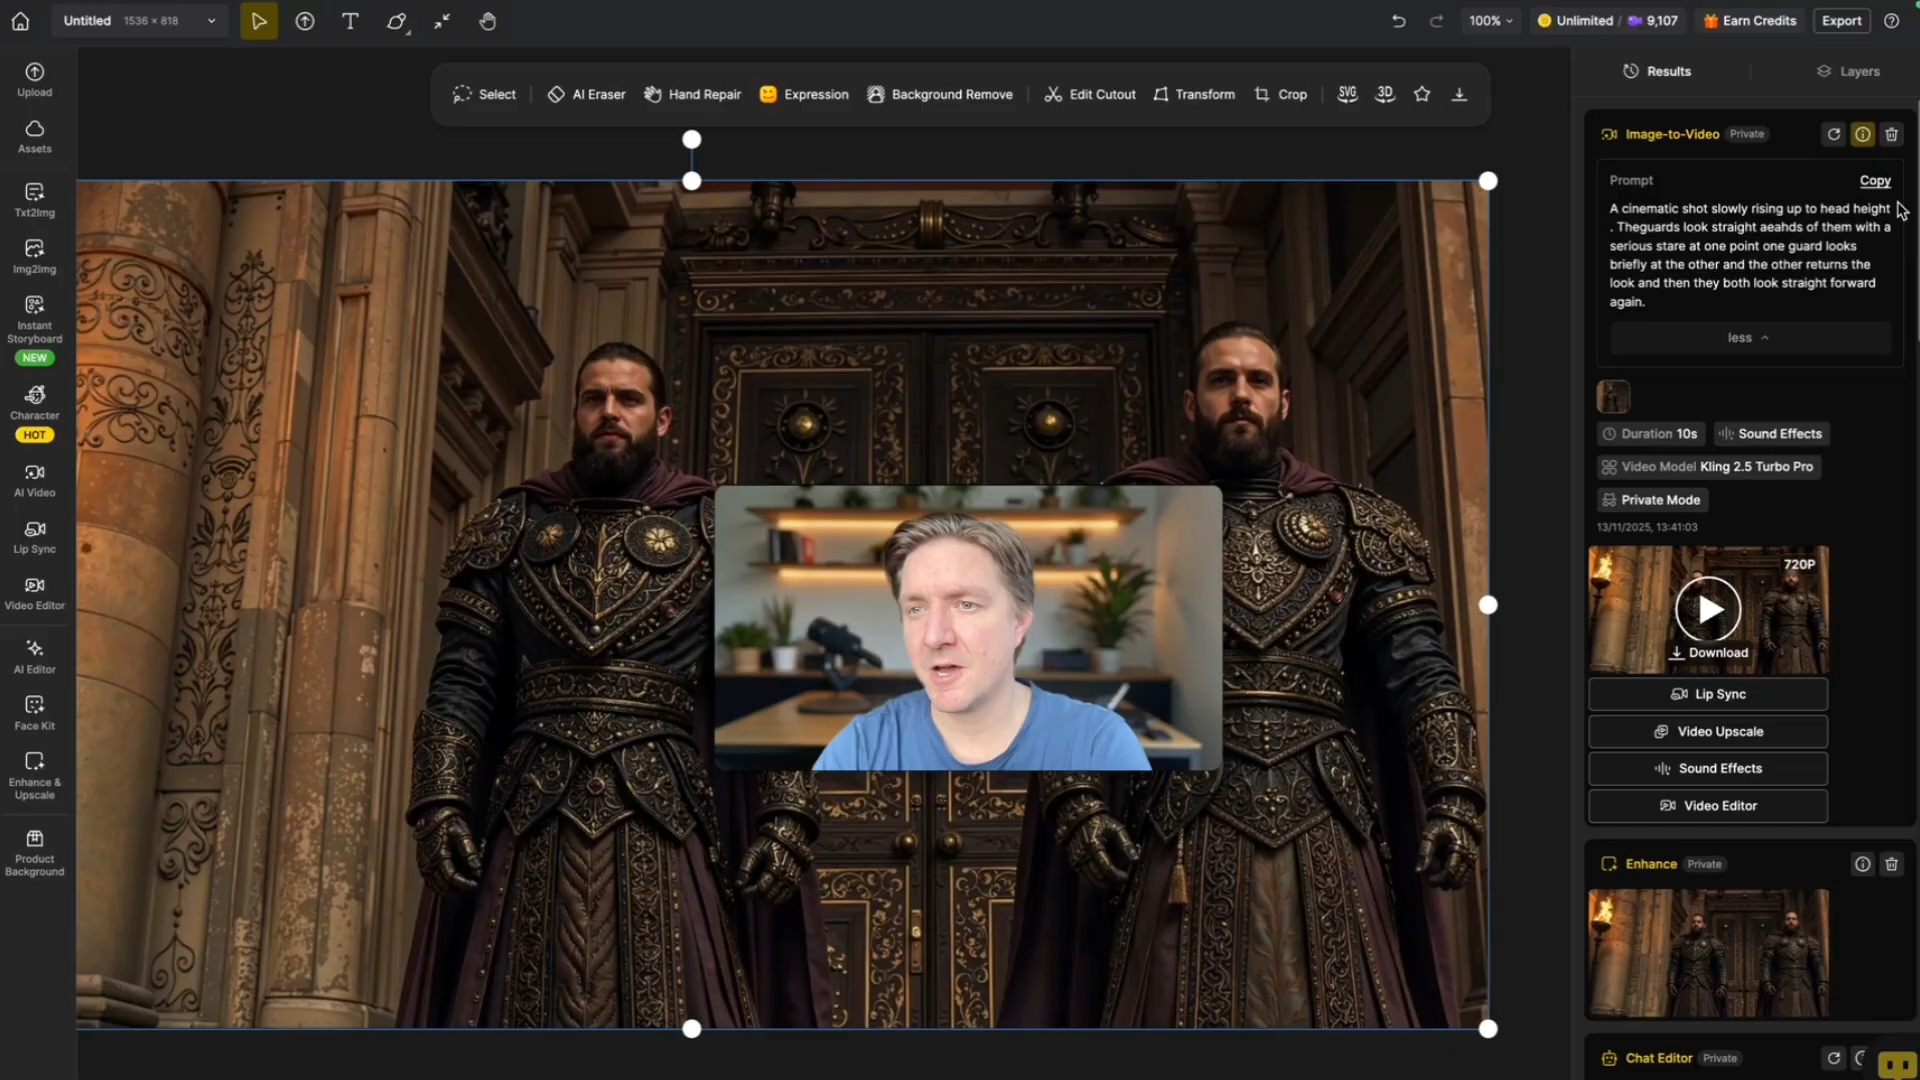 Untitled 1536 × 818
T
100%
Unlimited / 9,107
Earn Credits
Export
Upload
Assets
Txt2Img
Img2Img
Instant
Storyboard
NEW
Character
HOT
AI Video
Lip Sync
Video Editor
AI Editor
Face Kit
Enhance &
Upscale
Product
Background
Select
AI Eraser
Hand Repair
Expression
Background Remove
Edit Cutout
Transform
Crop
SVG
3D
Results
Layers
Image-to-Video Private
Prompt
Copy
A cinematic shot slowly rising up to head height
. Theguards look straight aeahds of them with a
serious stare at one point one guard looks
briefly at the other and the other returns the
look and then they both look straight forward
again.
less
Duration 10s
Sound Effects
Video Model Kling 2.5 Turbo Pro
Private Mode
13/11/2025, 13:41:03
720P
Download
Lip Sync
Video Upscale
Sound Effects
Video Editor
Enhance Private
Chat Editor Private